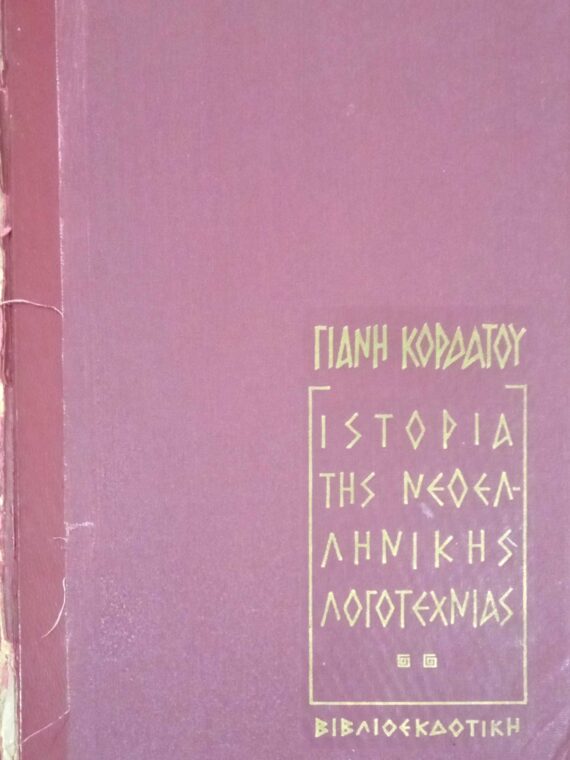 ΓΙΑΝΗ ΚΟΡΔΑΤΟΥ
ΙΣΤΟΡΙΑ
ΤΗΣ ΝΕΟΕΛ-
ΛΗΝΙΚΗΣ
ΛΟΓΟΤΕΧΝΙΑΣ
ΒΙΒΛΙΟΕΚΔΟΤΙΚΗ